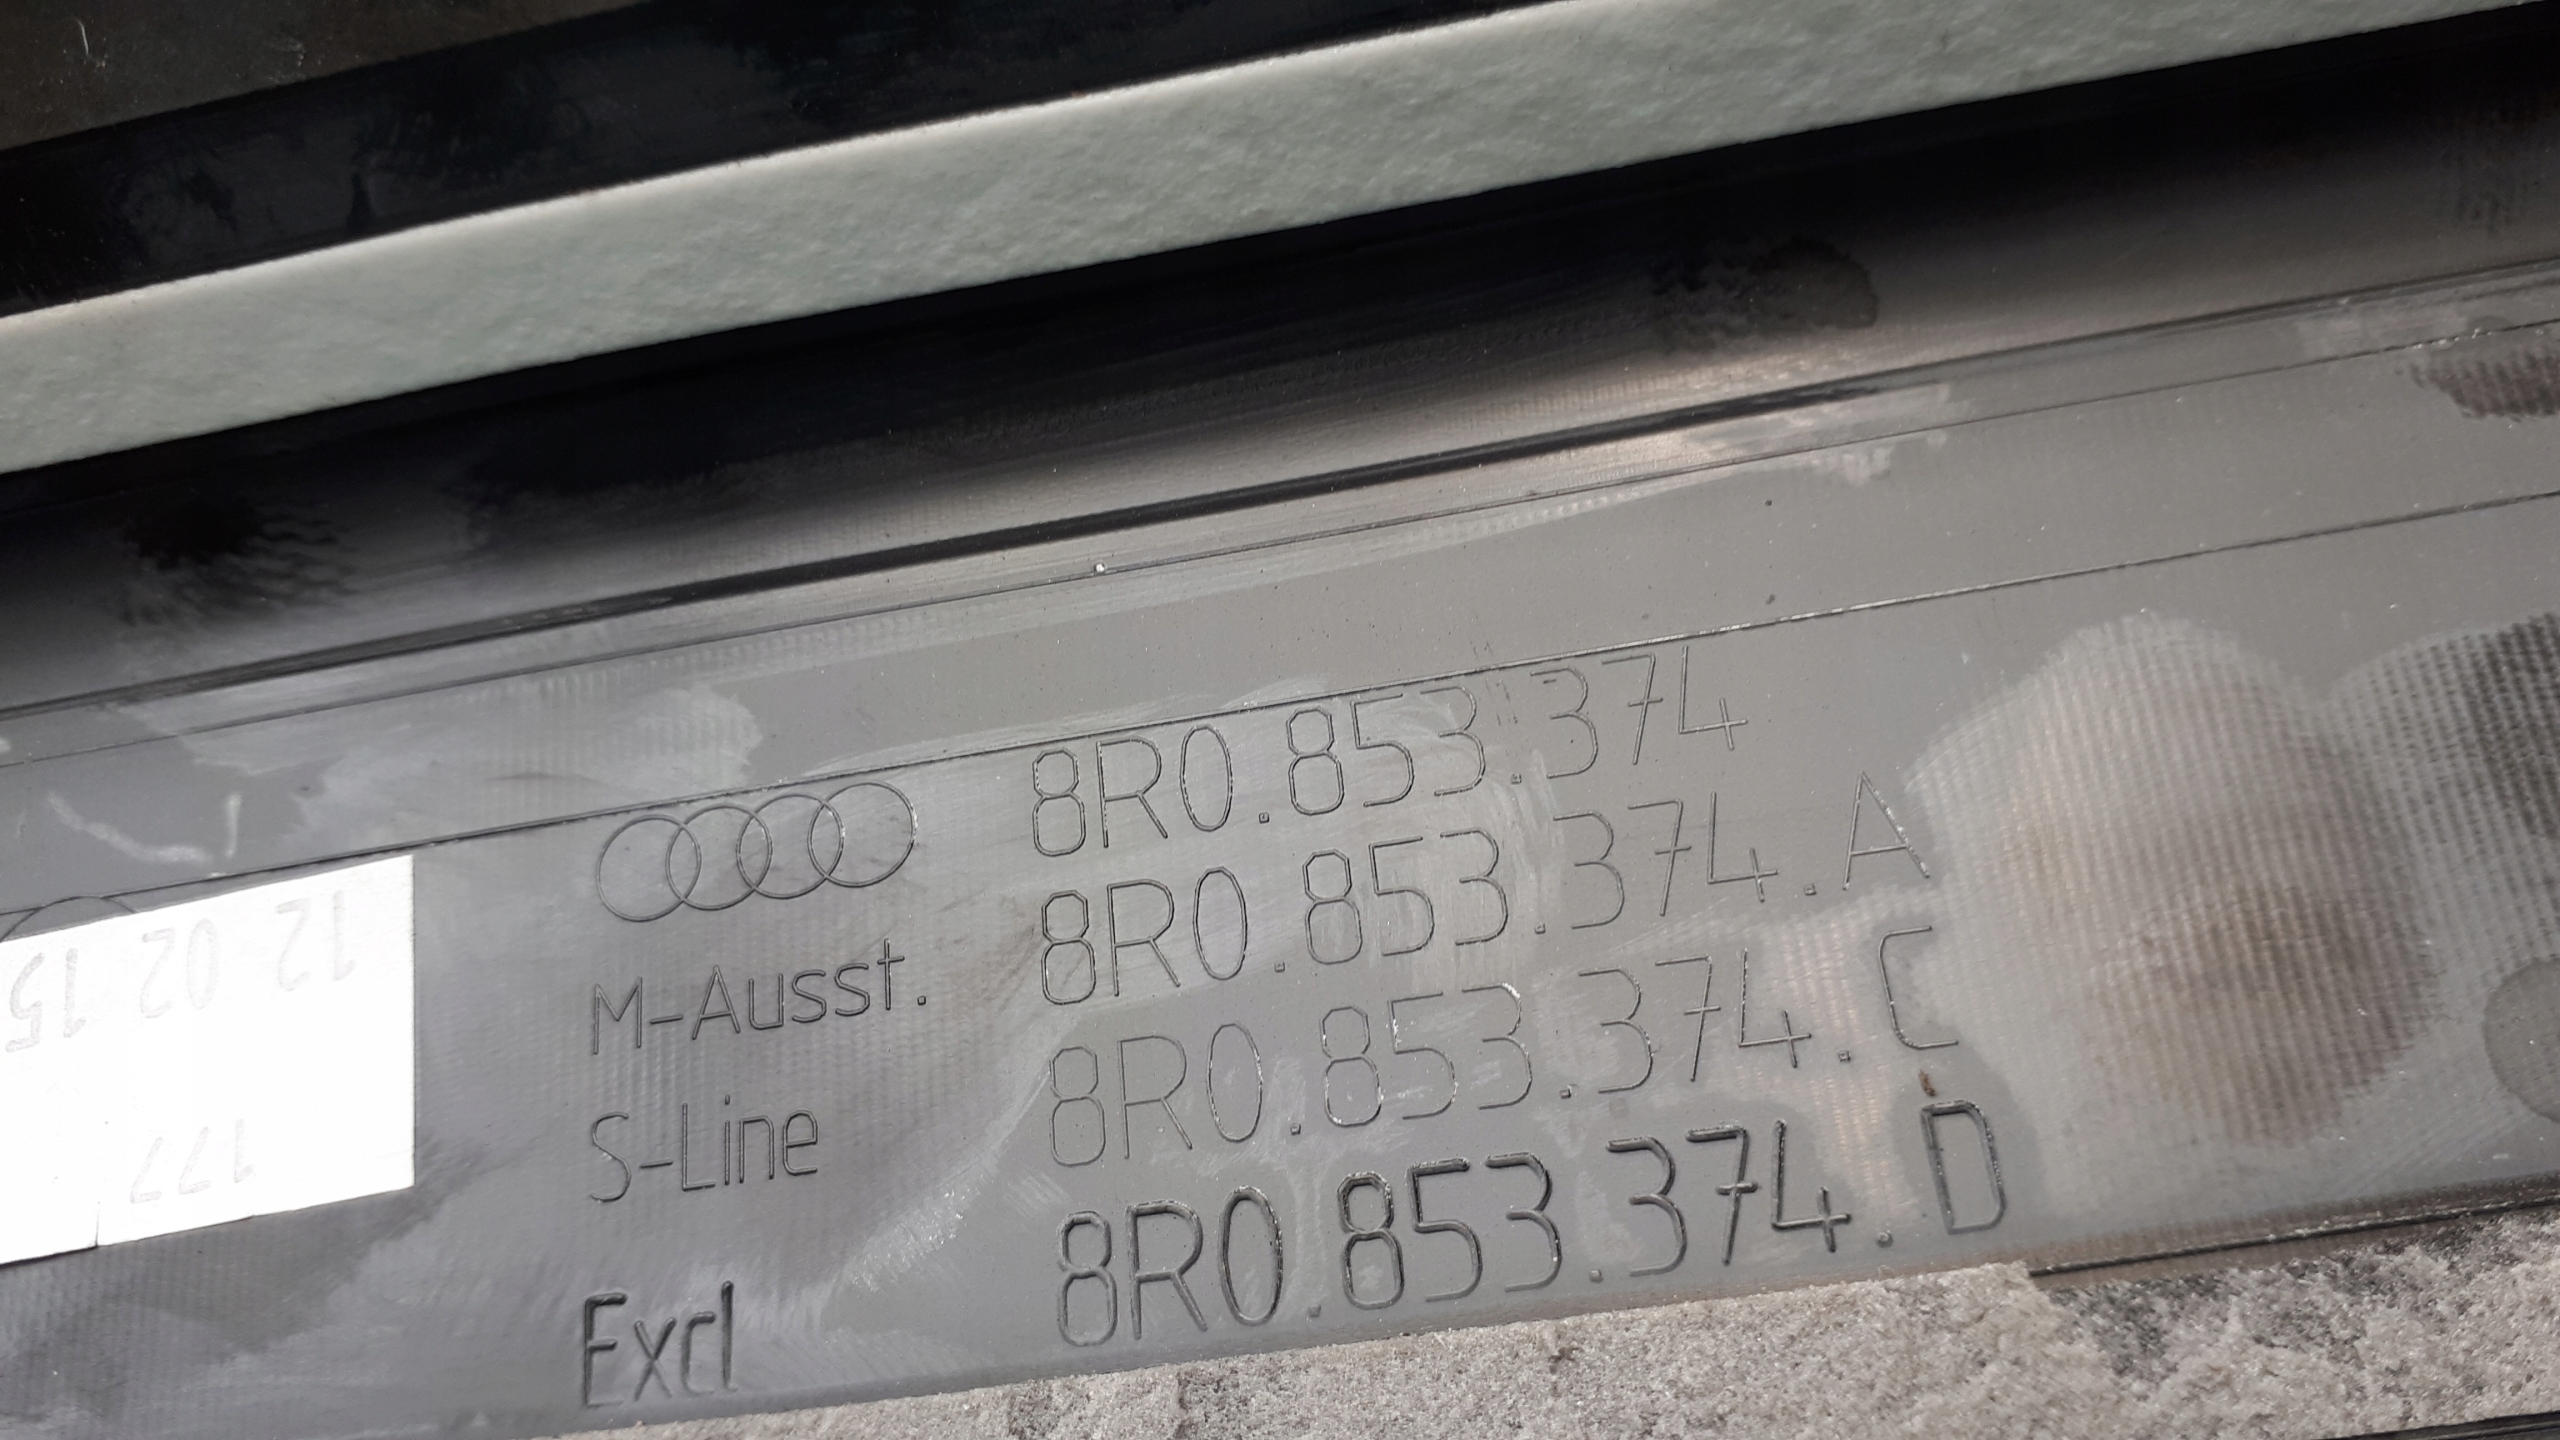 8R0.853.374
M-Ausst. 8R0.853.374.A
S-Line 8R0.853.374.C
Excl 8R0.853.374.D
12 02 15
177